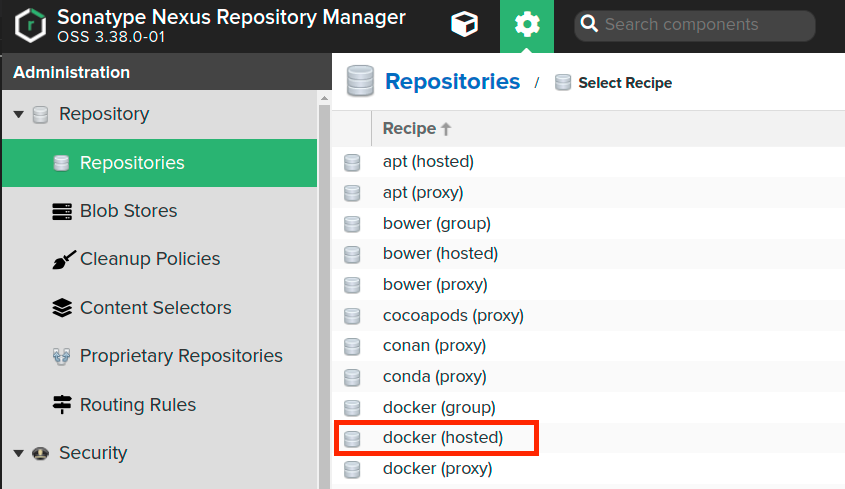 Sonatype Nexus Repository Manager
OSS 3.38.0-01
Search components
Administration
Repository
Repositories
Blob Stores
Cleanup Policies
Content Selectors
Proprietary Repositories
Routing Rules
Security
Repositories / Select Recipe
Recipe
apt (hosted)
apt (proxy)
bower (group)
bower (hosted)
bower (proxy)
cocoapods (proxy)
conan (proxy)
conda (proxy)
docker (group)
docker (hosted)
docker (proxy)